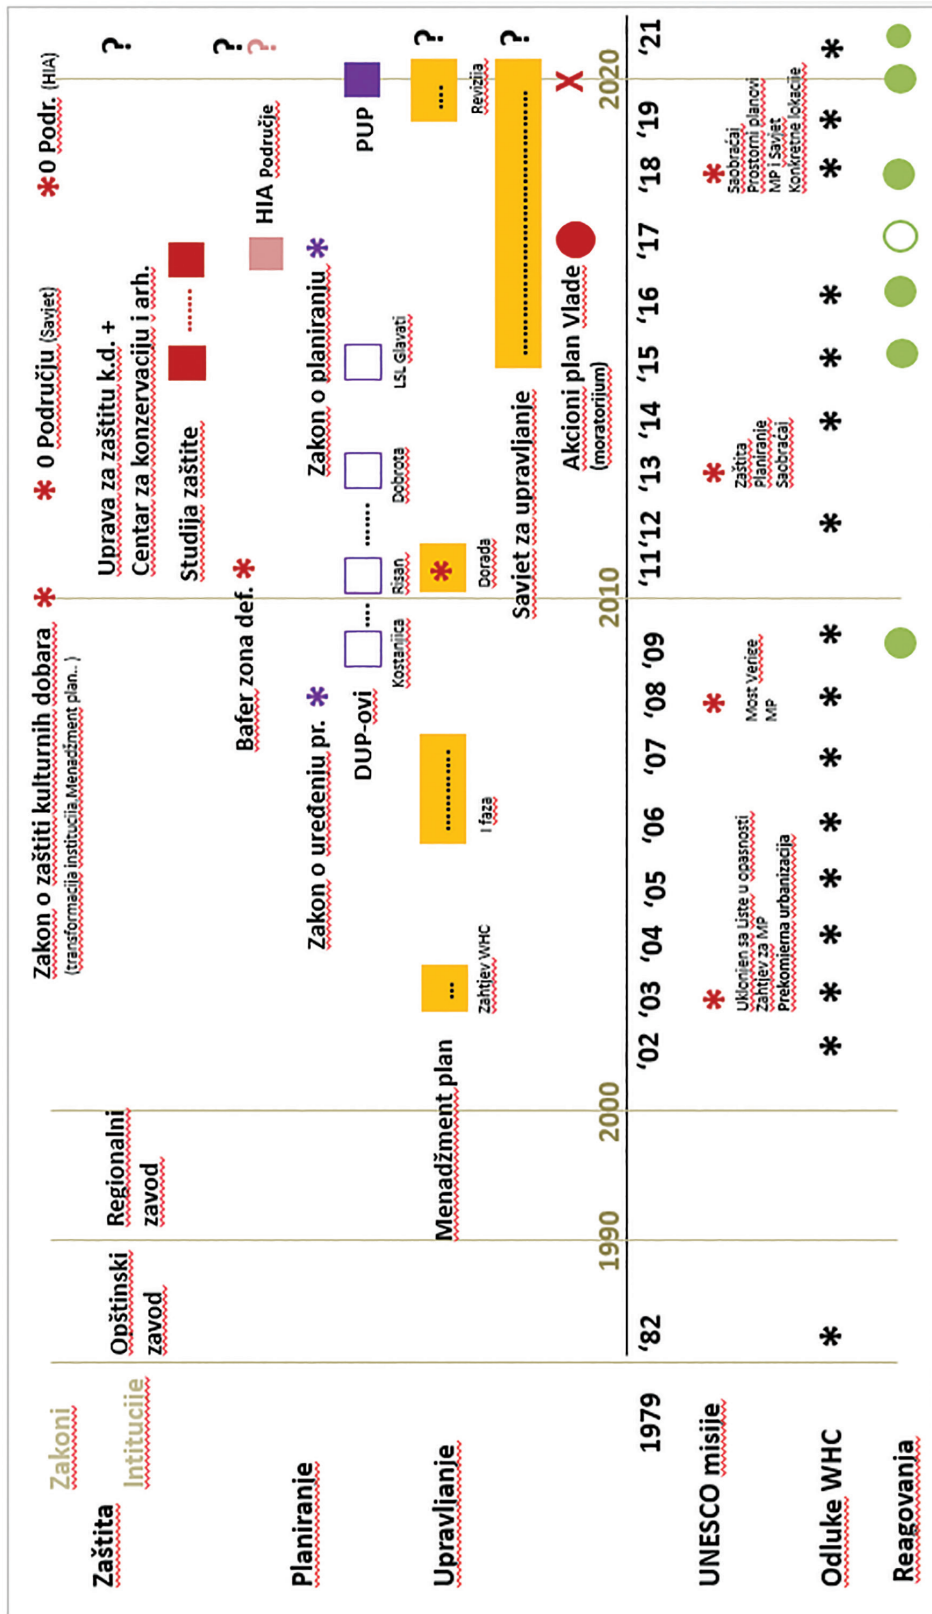 Zakoni
Zaštita
Intitucije
Opštinski
zavod
Regionalni
zavod
Zakon o zaštiti kulturnih dobara *
(transformacija institucija,Menadžment plan..)
* O Području (Savjet)
*O Podr. (HIA)
Uprava za zaštitu k.d. +
Centar za konzervaciju i arh.
Studija zaštite
........
?
Planiranje
Bafer zona def. *
HIA Područje
?
?
Zakon o uređenju pr. *
Zakon o planiranju *
DUP-ovi
....
........
Kostanjica
Risan
Dobrota
LSL Glavati
PUP
Upravljanje
Menadžment plan
...
Zahtjev WHC
..............
I faza
*
Dorada
....
Revizija
?
Savjet za upravljanje
?
Akcioni plan Vlade
(moratorijum)
X
1979
'82
1990
2000
'02
'03
'04
'05
'06
'07
'08
'09
2010
'11
'12
'13
'14
'15
'16
'17
'18
'19
2020
'21
UNESCO misije
*
Uklonjen sa Liste u opasnosti
Zahtjev za MP
Prekomjerna urbanizacija
*
Most Verige
MP
*
Zaštita
Planiranje
Saobraćaj
*
Saobraćaj
Prostorni planovi
MP i Savjet
Konkretne lokacije
Odluke WHC
* * * * * * * * * * * * * * * *
Reagovanja